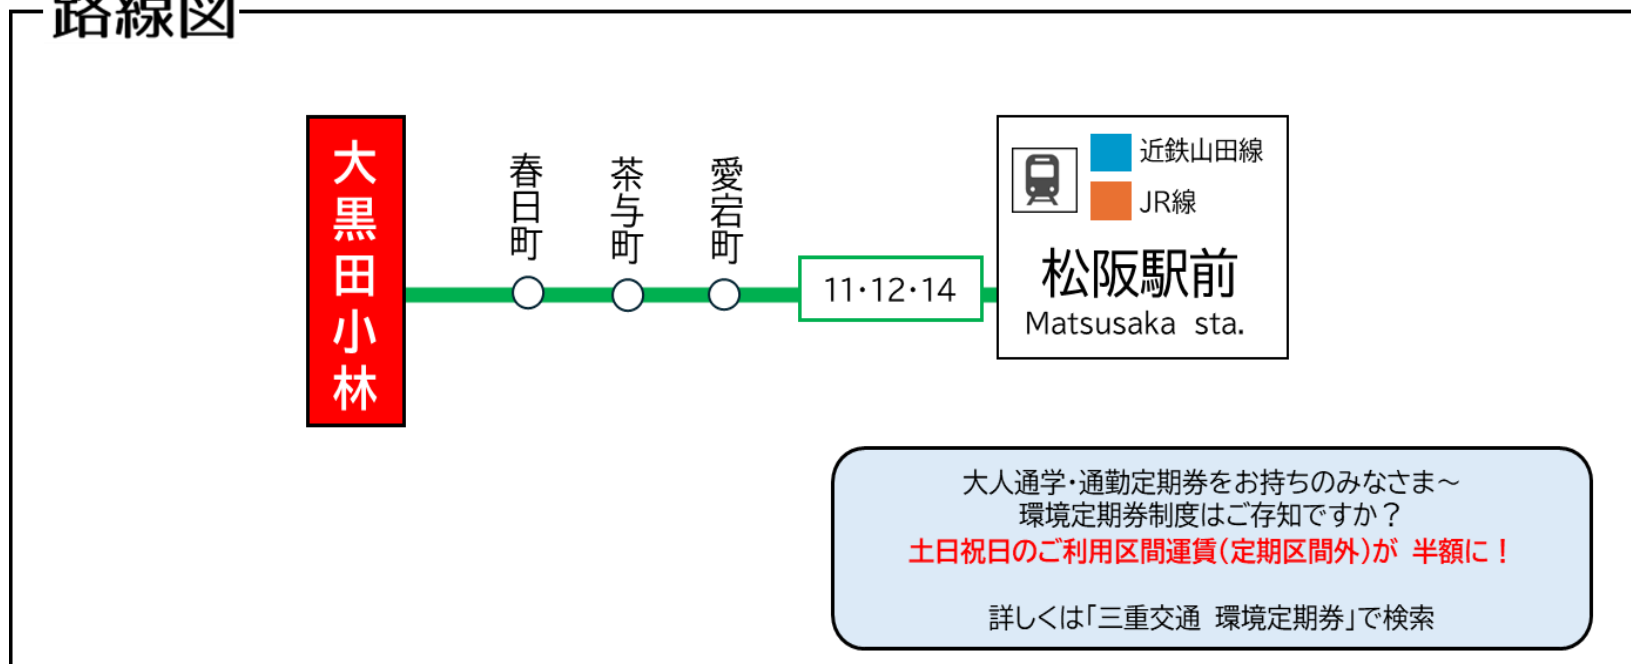 路線図
大黒田小林
春日町
茶与町
愛宕町
11・12・14
近鉄山田線
JR線
松阪駅前
Matsusaka sta.
大人通学・通勤定期券をお持ちのみなさま～
環境定期券制度はご存知ですか？
土日祝日のご利用区間運賃(定期区間外)が 半額に！
詳しくは「三重交通 環境定期券」で検索